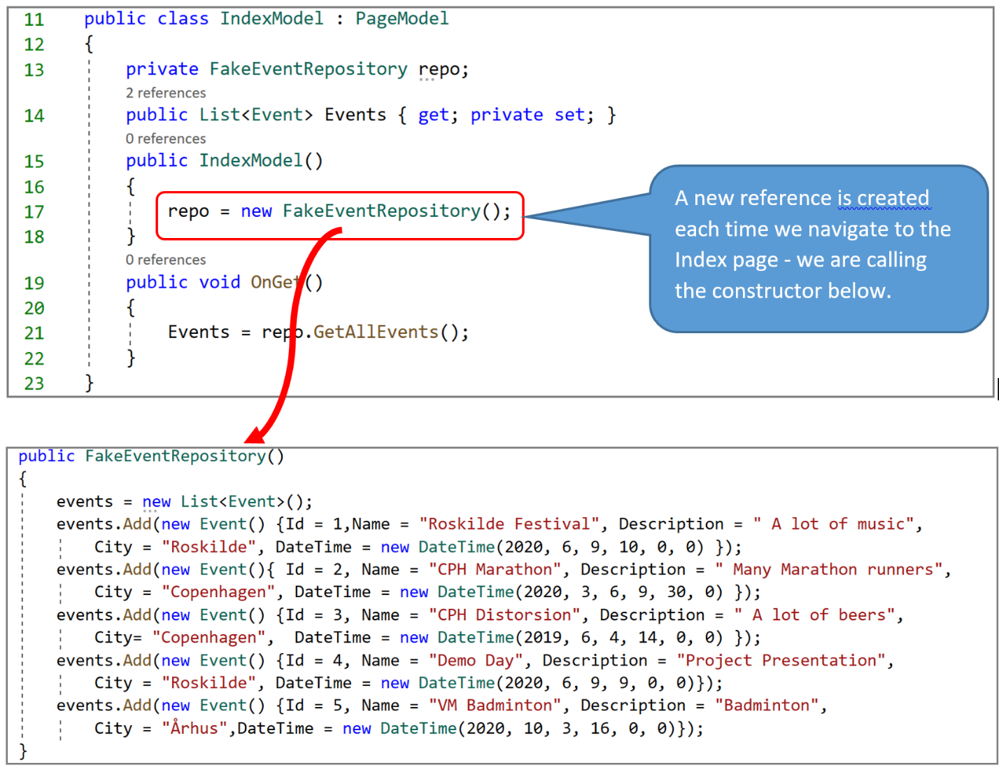 11 public class IndexModel : PageModel
12 {
13 private FakeEventRepository repo;
2 references
14 public List<Event> Events { get; private set; }
0 references
15 public IndexModel()
16 {
17 repo = new FakeEventRepository();
18 }
0 references
19 public void OnGet()
20 {
21 Events = repo.GetAllEvents();
22 }
23 }
A new reference is created
each time we navigate to the
Index page - we are calling
the constructor below.
public FakeEventRepository()
{
events = new List<Event>();
events.Add(new Event() {Id = 1,Name = "Roskilde Festival", Description = " A lot of music",
City = "Roskilde", DateTime = new DateTime(2020, 6, 9, 10, 0, 0) });
events.Add(new Event(){ Id = 2, Name = "CPH Marathon", Description = " Many Marathon runners",
City = "Copenhagen", DateTime = new DateTime(2020, 3, 6, 9, 30, 0) });
events.Add(new Event() {Id = 3, Name = "CPH Distorsion", Description = " A lot of beers",
City= "Copenhagen",  DateTime = new DateTime(2019, 6, 4, 14, 0, 0) });
events.Add(new Event() {Id = 4, Name = "Demo Day", Description = "Project Presentation",
City = "Roskilde", DateTime = new DateTime(2020, 6, 9, 9, 0, 0)});
events.Add(new Event() {Id = 5, Name = "VM Badminton", Description = "Badminton",
City = "Århus",DateTime = new DateTime(2020, 10, 3, 16, 0, 0)});
}